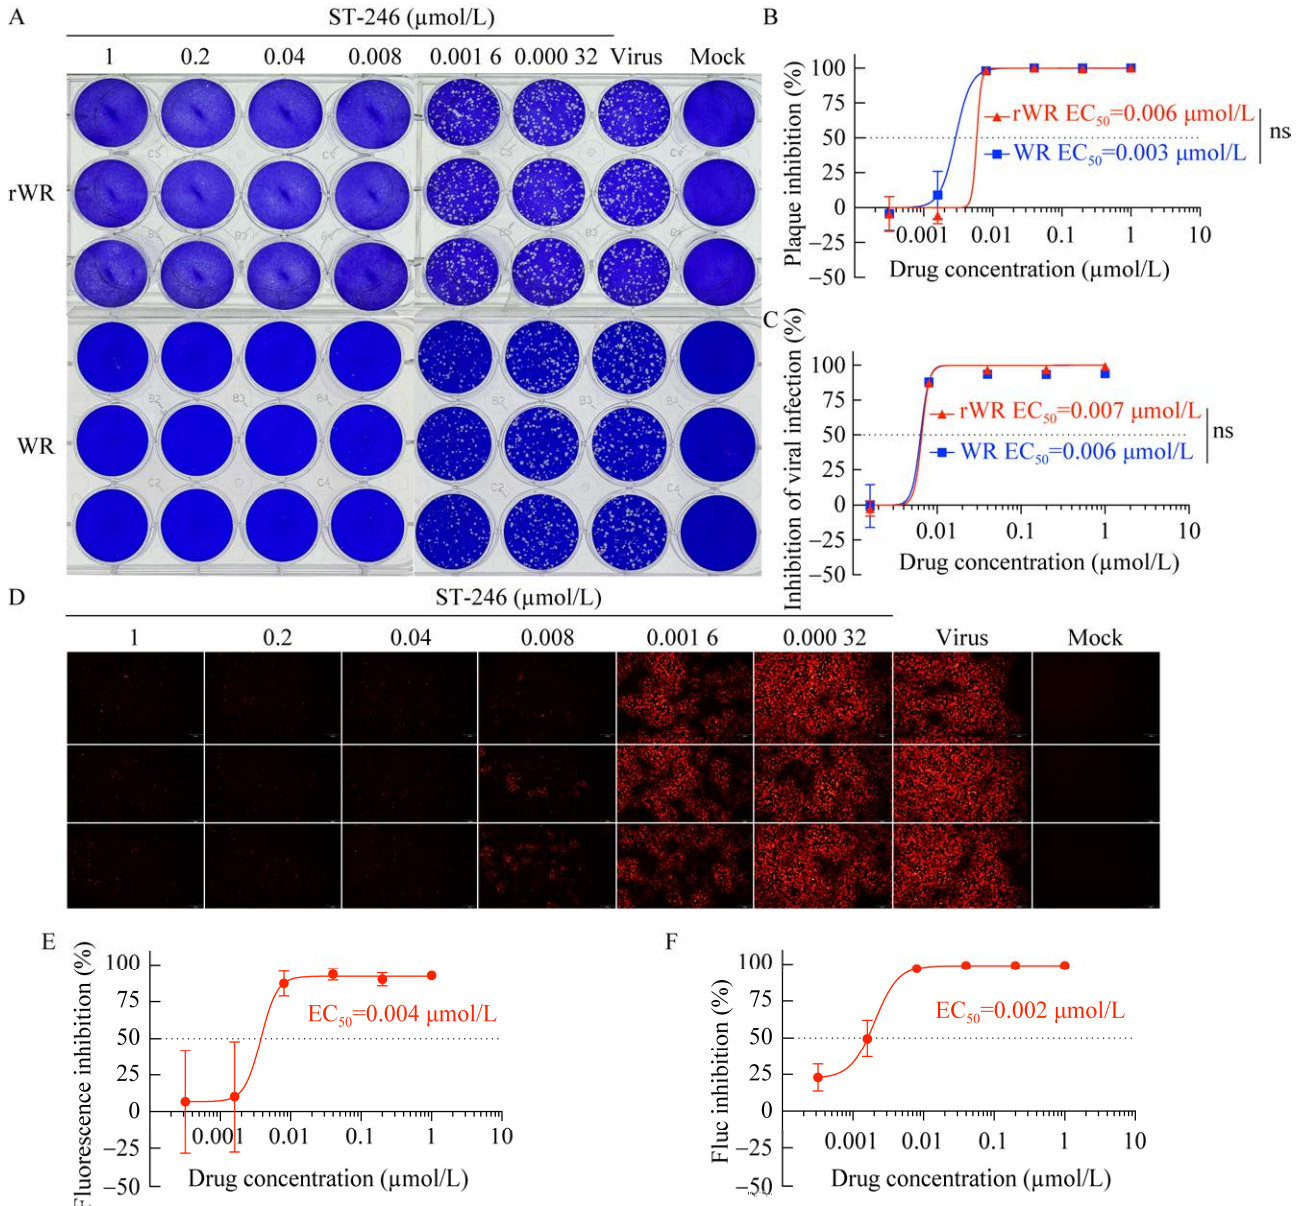 A
ST-246 (µmol/L)
1 0.2 0.04 0.008 0.001 6 0.000 32 Virus Mock
rWR
WR
B
Plaque inhibition (%)
100
75
50
25
0
−25
−50
rWR EC50=0.006 µmol/L
WR EC50=0.003 µmol/L
ns
0.001 0.01 0.1 1 10
Drug concentration (µmol/L)
C
Inhibition of viral infection (%)
100
75
50
25
0
−25
−50
rWR EC50=0.007 µmol/L
WR EC50=0.006 µmol/L
ns
0.01 0.1 1 10
Drug concentration (µmol/L)
D
ST-246 (µmol/L)
1 0.2 0.04 0.008 0.001 6 0.000 32 Virus Mock
E
Fluorescence inhibition (%)
100
75
50
25
0
−25
−50
EC50=0.004 µmol/L
0.001 0.01 0.1 1 10
Drug concentration (µmol/L)
F
Fluc inhibition (%)
100
75
50
25
0
−25
−50
EC50=0.002 µmol/L
0.001 0.01 0.1 1 10
Drug concentration (µmol/L)